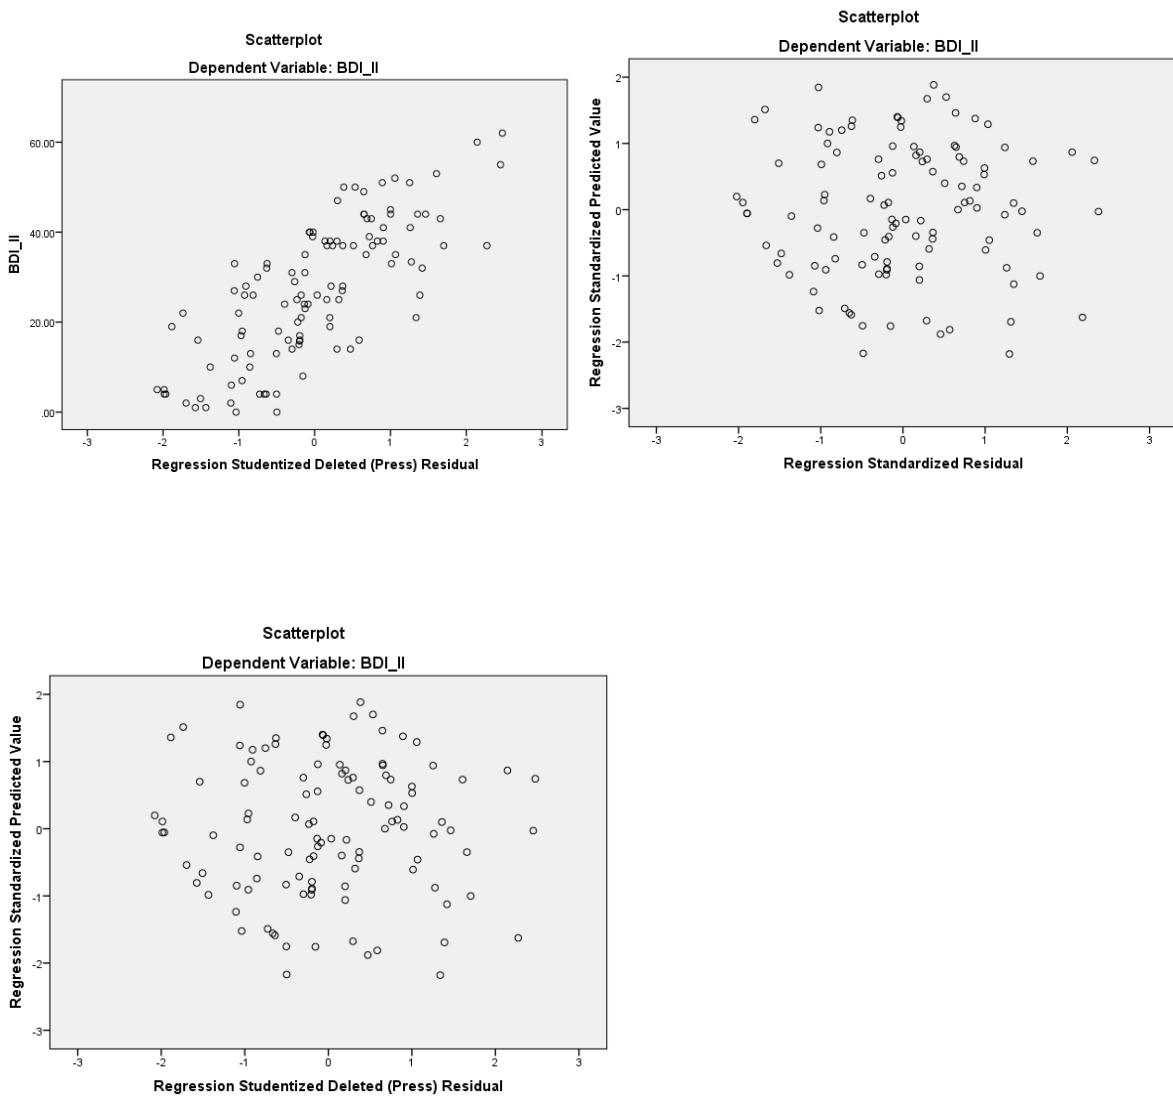 Scatterplot
Dependent Variable: BDI_II
BDI_II
60.00
40.00
20.00
.00
-3 -2 -1 0 1 2 3
Regression Studentized Deleted (Press) Residual
Scatterplot
Dependent Variable: BDI_II
Regression Standardized Predicted Value
2
1
0
-1
-2
-3
-3 -2 -1 0 1 2 3
Regression Standardized Residual
Scatterplot
Dependent Variable: BDI_II
Regression Standardized Predicted Value
2
1
0
-1
-2
-3
-3 -2 -1 0 1 2 3
Regression Studentized Deleted (Press) Residual